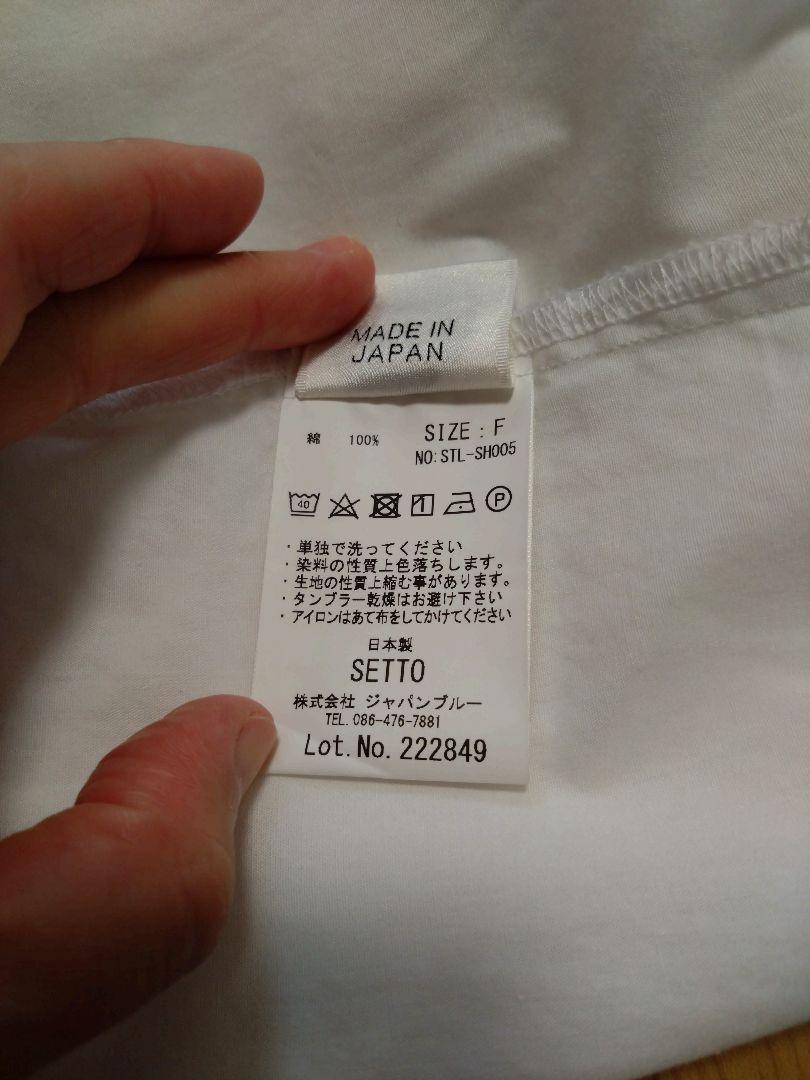 MADE IN
JAPAN
綿 100% SIZE : F
NO:STL-SH005
40 P
・単独で洗ってください
・染料の性質上色落ちします。
・生地の性質上縮む事があります。
・タンブラー乾燥はお避け下さい
・アイロンはあて布をしてかけてください
日本製
SETTO
株式会社 ジャパンブルー
TEL.086-476-7881
Lot.No.222849